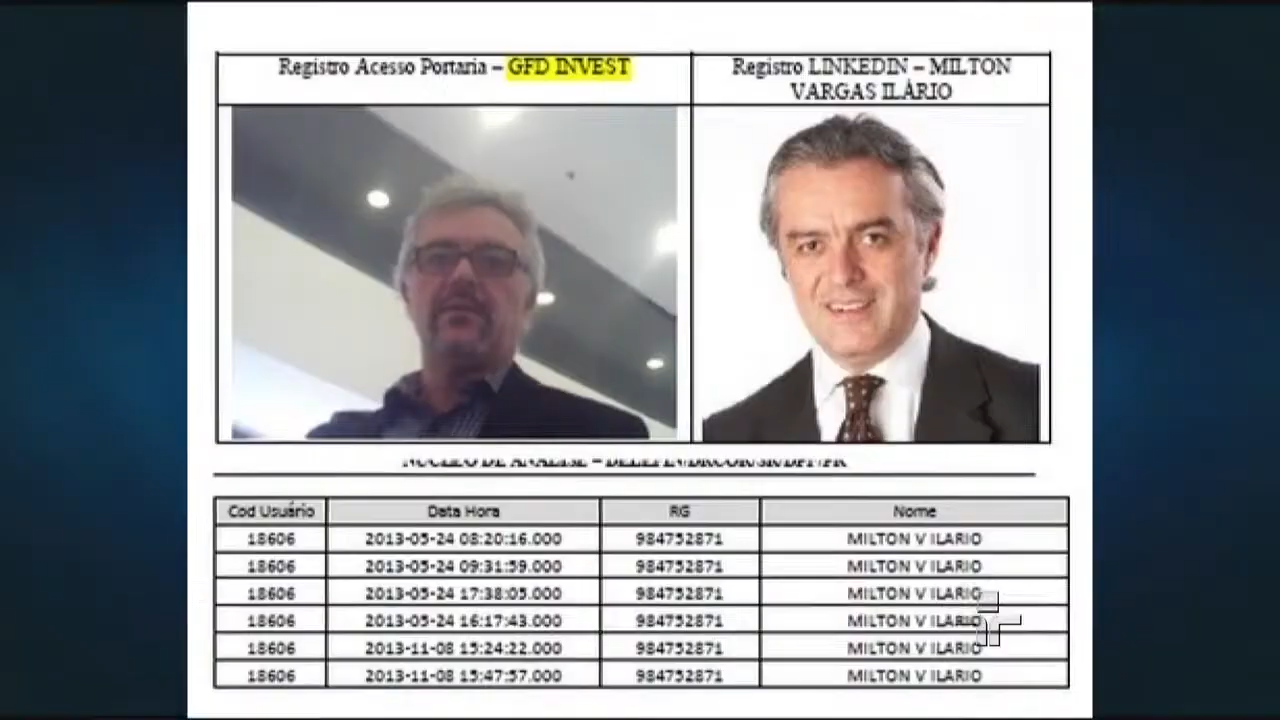 Registro Acesso Portaria – GFD INVEST
Registro LINKEDIN – MILTON
VARGAS ILÁRIO
NÚCLEO DE ANÁLISE –
Cod Usuário Data Hora RG Nome
18606 2013-05-24 08:20:16.000 984752871 MILTON V ILARIO
18606 2013-05-24 09:31:59.000 984752871 MILTON V ILARIO
18606 2013-05-24 17:38:05.000 984752871 MILTON V ILARIO
18606 2013-05-24 16:17:43.000 984752871 MILTON V ILARIO
18606 2013-11-08 15:24:22.000 984752871 MILTON V ILARIO
18606 2013-11-08 15:47:57.000 984752871 MILTON V ILARIO